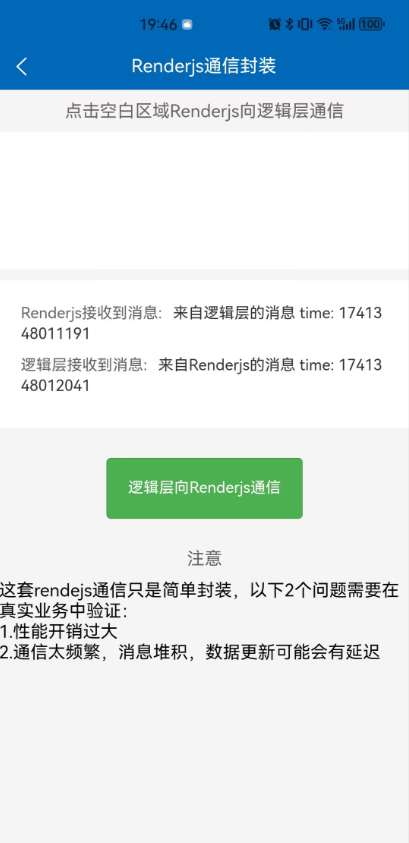 19:46
5G 100
Renderjs通信封装
点击空白区域Renderjs向逻辑层通信
Renderjs接收到消息: 来自逻辑层的消息 time: 17413
48011191
逻辑层接收到消息: 来自Renderjs的消息 time: 17413
48012041
逻辑层向Renderjs通信
注意
这套rendejs通信只是简单封装，以下2个问题需要在
真实业务中验证：
1.性能开销过大
2.通信太频繁，消息堆积，数据更新可能会有延迟